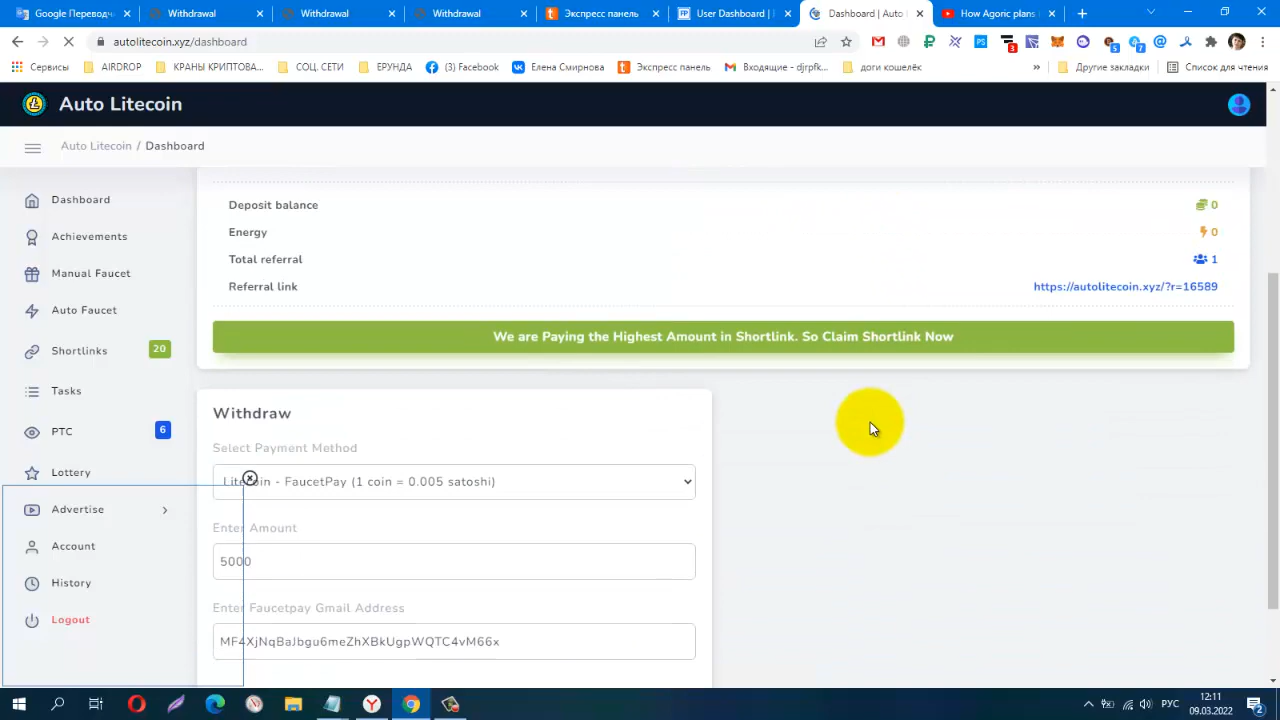 Google Переводч
Withdrawal
Withdrawal
Withdrawal
Экспресс панель
User Dashboard |
Dashboard | Auto
How Agoric plans
autolitecoin.xyz/dashboard
Сервисы
AIRDROP
КРАНЫ КРИПТОВА...
СОЦ. СЕТИ
ЕРУНДА
(3) Facebook
Елена Смирнова
Экспресс панель
Входящие - djrpfk...
доги кошелёк
»
Другие закладки
Список для чтения
Auto Litecoin
Auto Litecoin / Dashboard
Dashboard
Achievements
Manual Faucet
Auto Faucet
Shortlinks 20
Tasks
PTC 6
Lottery
Advertise
Account
History
Logout
Deposit balance 0
Energy 0
Total referral 1
Referral link https://autolitecoin.xyz/?r=16589
We are Paying the Highest Amount in Shortlink. So Claim Shortlink Now
Withdraw
Select Payment Method
Litecoin - FaucetPay (1 coin = 0.005 satoshi)
Enter Amount
5000
Enter Faucetpay Gmail Address
MF4XjNqBaJbgu6meZhXBkUgpWQTC4vM66x
РУС
12:11
09.03.2022
2